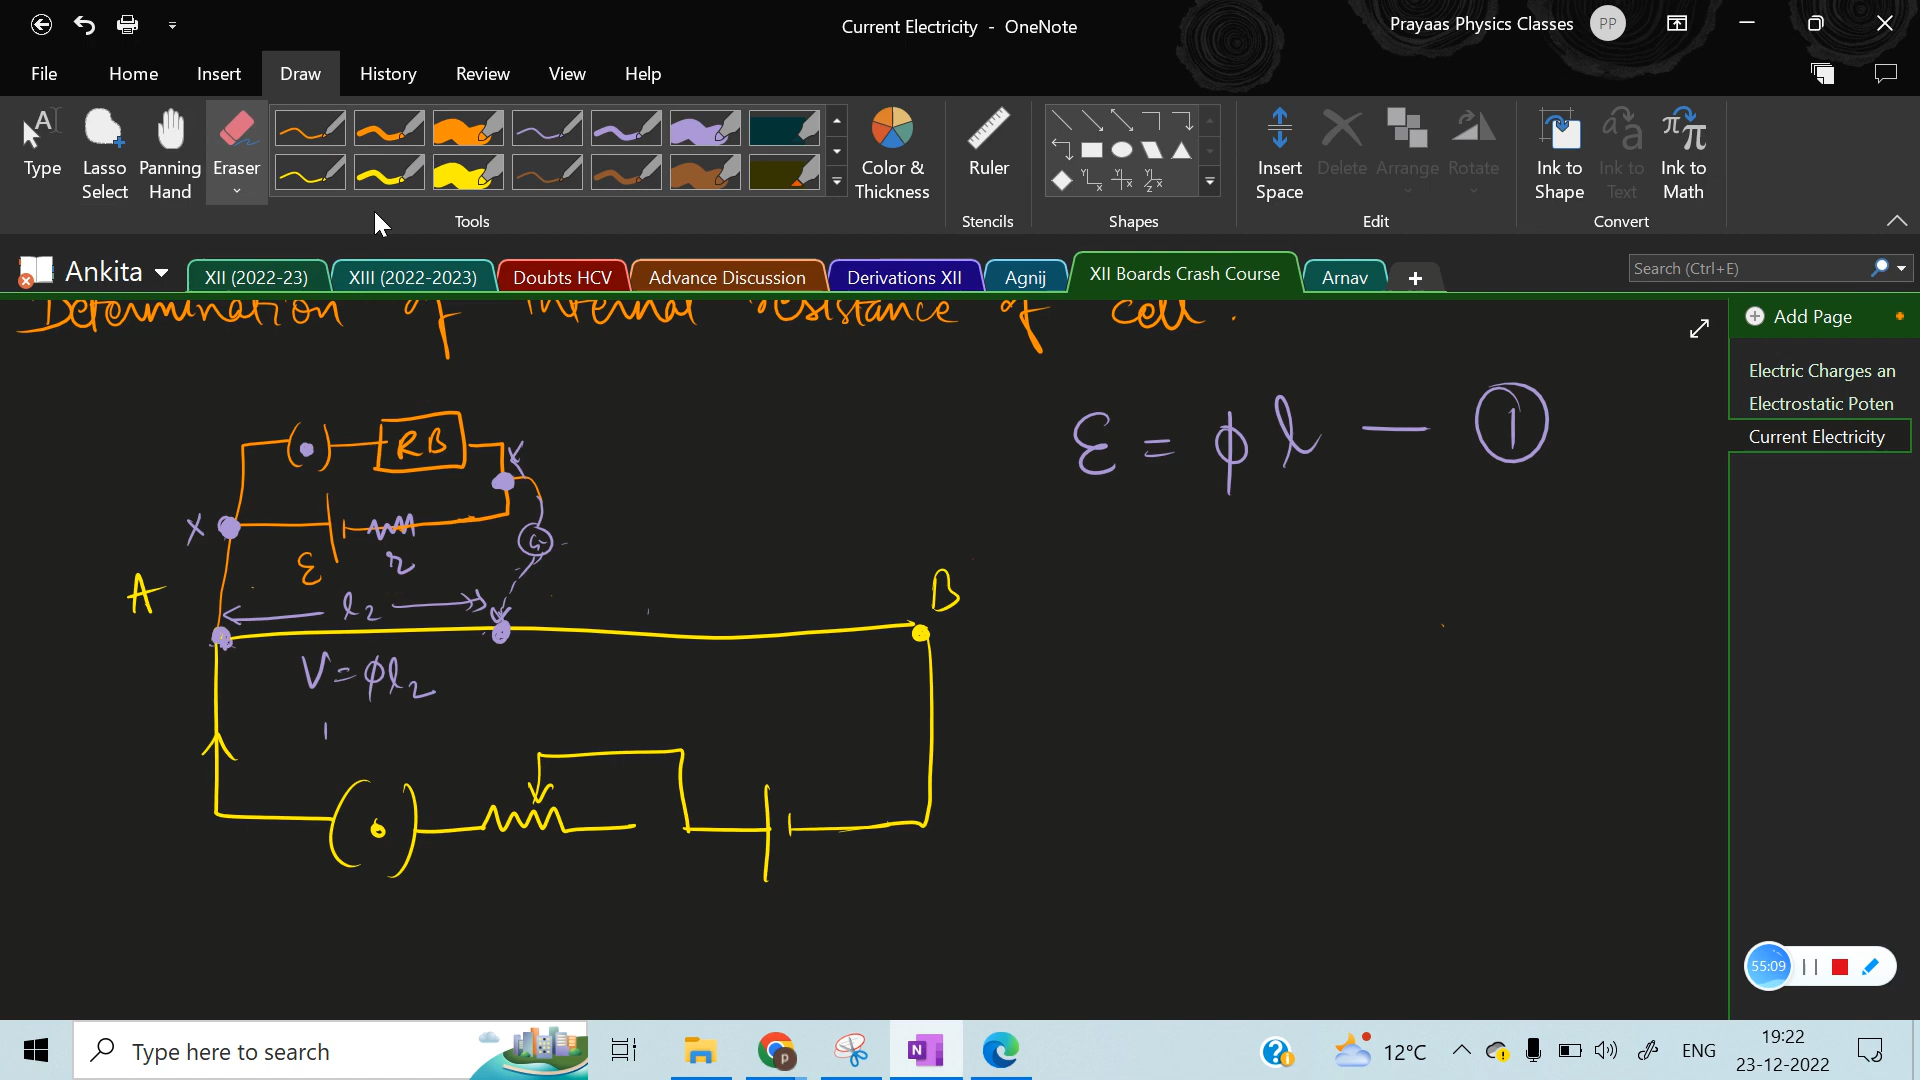 Current Electricity - OneNote
Prayaas Physics Classes PP
File Home Insert Draw History Review View Help
Type Lasso Select Panning Hand Eraser Color & Thickness Ruler Insert Space Delete Arrange Rotate Ink to Shape Ink to Text Ink to Math
Tools Stencils Shapes Edit Convert
Ankita XII (2022-23) XIII (2022-2023) Doubts HCV Advance Discussion Derivations XII Agnij XII Boards Crash Course Arnav + Search (Ctrl+E)
Determination of Internal resistance of cell.
Add Page
Electric Charges an
Electrostatic Poten
Current Electricity
ε = ϕ l — ①
RB
X
G
ε r
A
l2
B
V = ϕl2
55:09
Type here to search
12°C ENG
19:22
23-12-2022